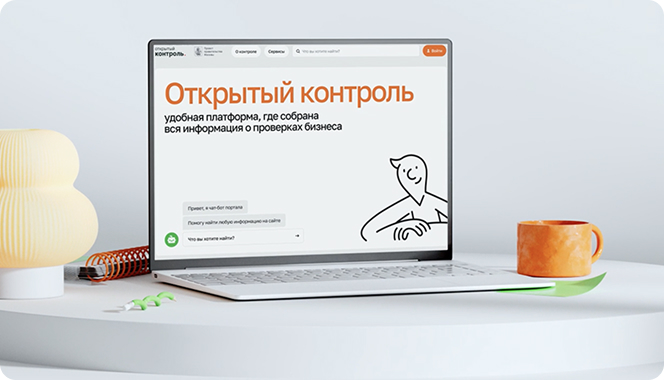 открытый
контроль.
О контроле
Сервисы
Что вы хотите найти?
Войти
Открытый контроль
удобная платформа, где собрана
вся информация о проверках бизнеса
Привет, я чат-бот портала
Помогу найти любую информацию на сайте
Что вы хотите найти?